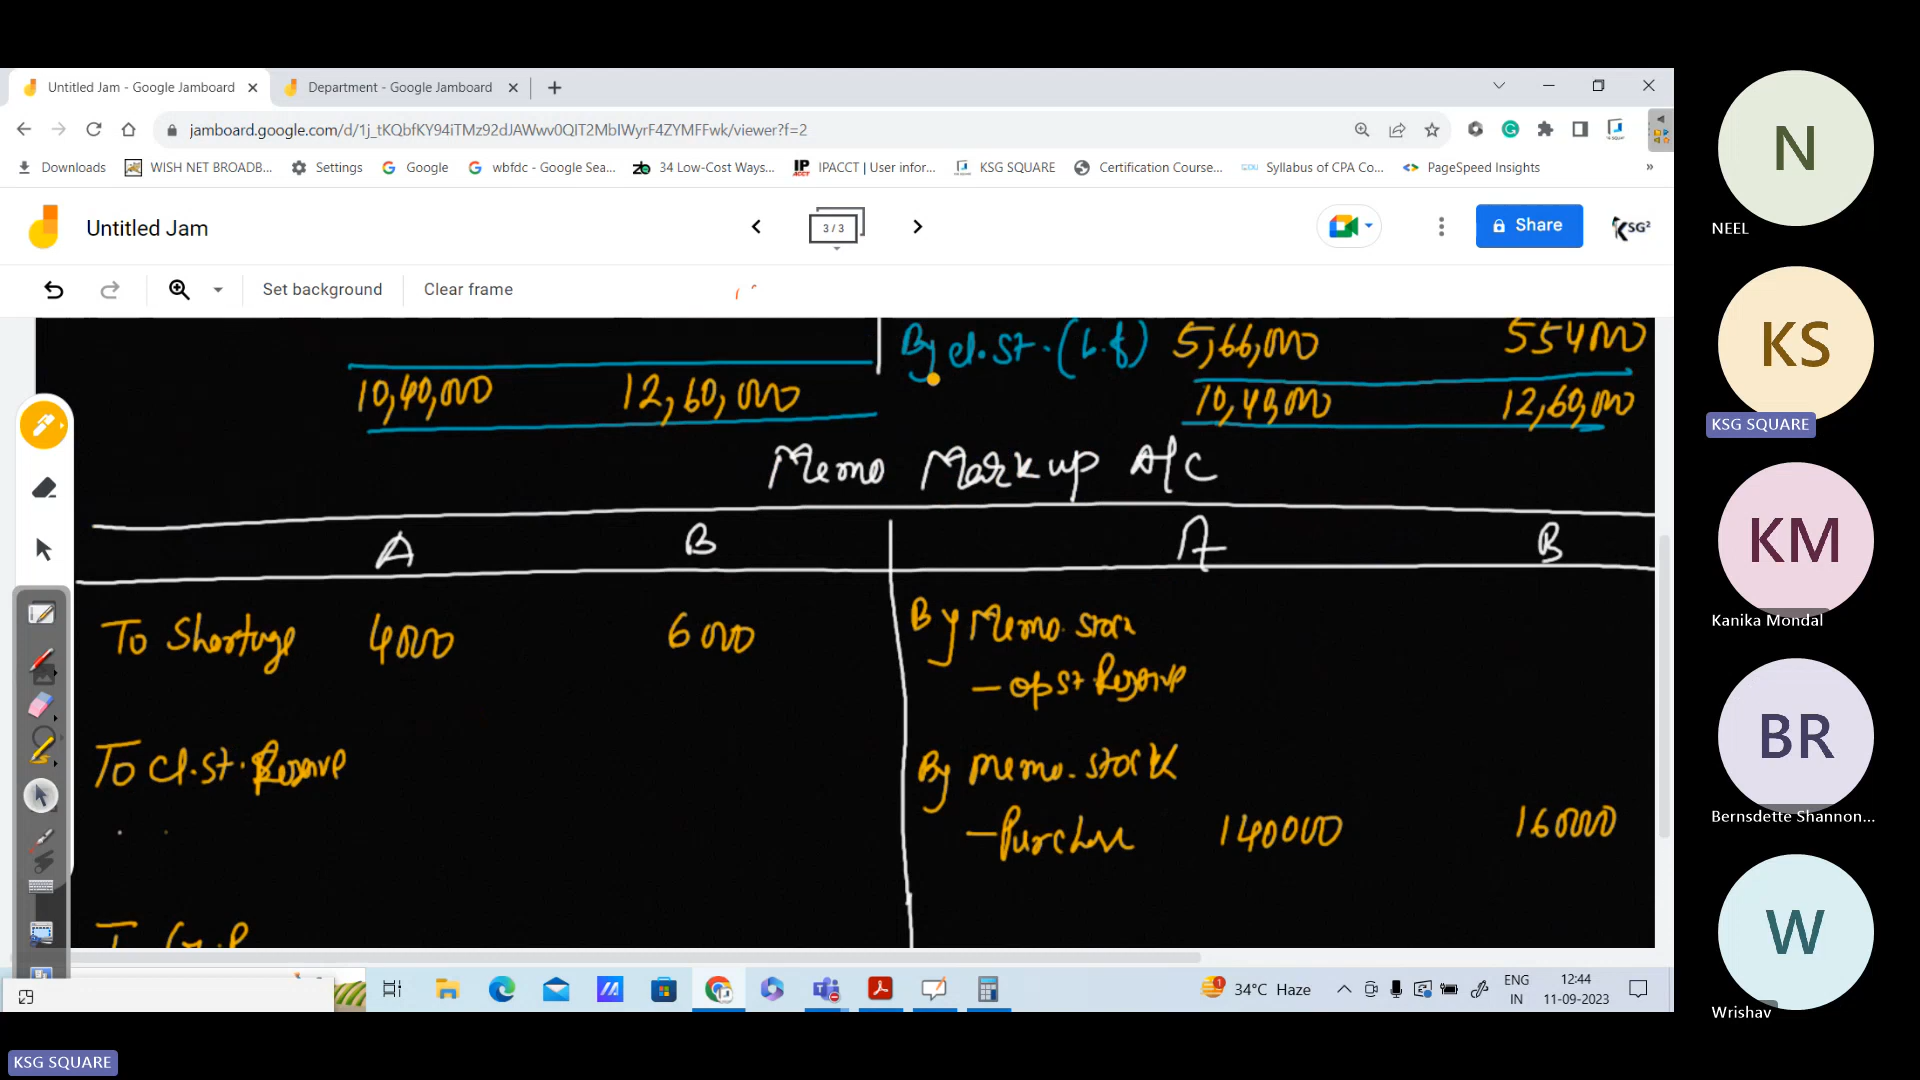 Untitled Jam - Google Jamboard
Department - Google Jamboard
jamboard.google.com/d/1j_tKQbfKY94iTMz92dJAWwv0QIT2MbIWyrF4ZYMFFwk/viewer?f=2
Downloads WISH NET BROADB... Settings Google wbfdc - Google Sea... 34 Low-Cost Ways... IPACCT | User infor... KSG SQUARE Certification Course... Syllabus of CPA Co... PageSpeed Insights »
Untitled Jam
3 / 3
Share
KSG²
Set background
Clear frame
By cl.st.(b.f) 5,66,000 554000
10,40,000 12,60,000 10,40,000 12,60,000
Memo Markup A/C
A B A B
To Shortage 4000 6000 By Memo.stock
- op st Reserve
To Cl.st.Reserve By memo.stock
- Purchase 140000 160000
To G.P
34°C Haze
ENG
IN
12:44
11-09-2023
N
NEEL
KS
KSG SQUARE
KM
Kanika Mondal
BR
Bernsdette Shannon...
W
Wrishav
KSG SQUARE